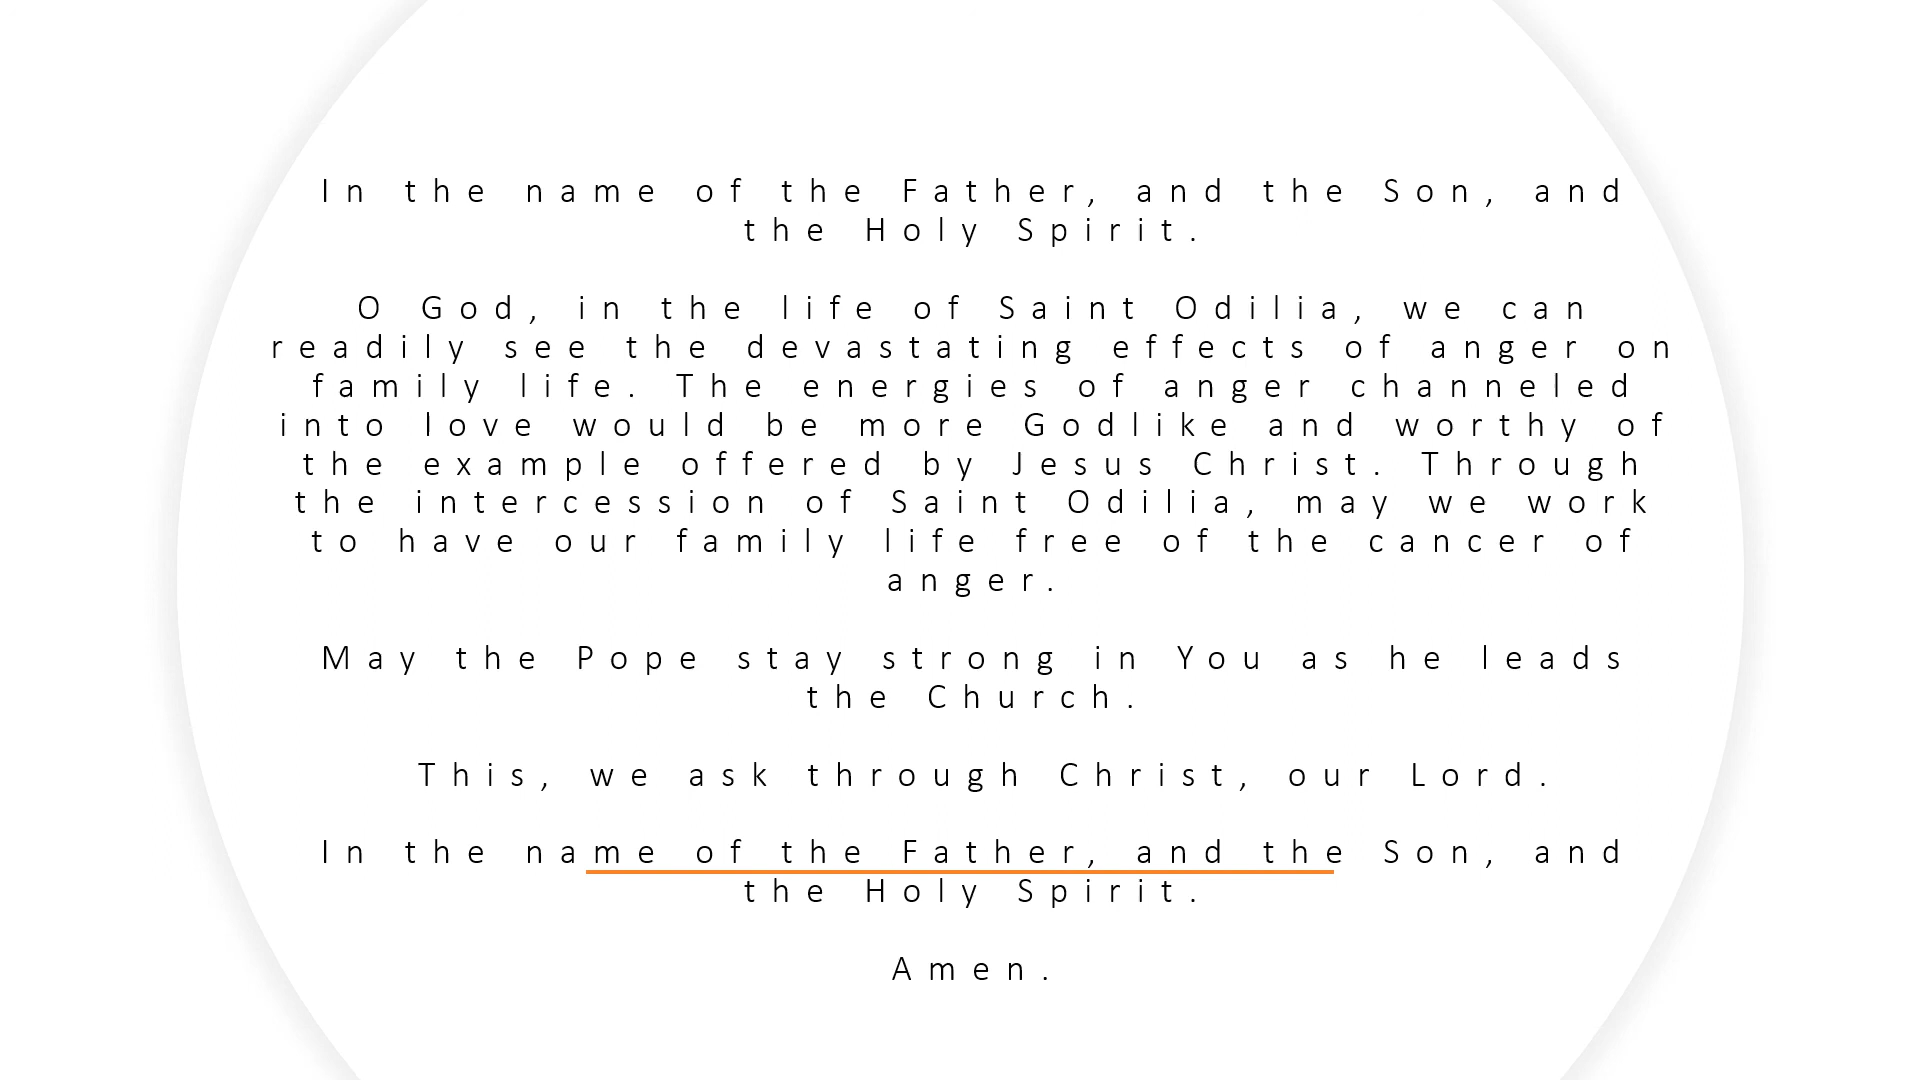 In the name of the Father, and the Son, and
the Holy Spirit.
O God, in the life of Saint Odilia, we can
readily see the devastating effects of anger on
family life. The energies of anger channeled
into love would be more Godlike and worthy of
the example offered by Jesus Christ. Through
the intercession of Saint Odilia, may we work
to have our family life free of the cancer of
anger.
May the Pope stay strong in You as he leads
the Church.
This, we ask through Christ, our Lord.
In the name of the Father, and the Son, and
the Holy Spirit.
Amen.